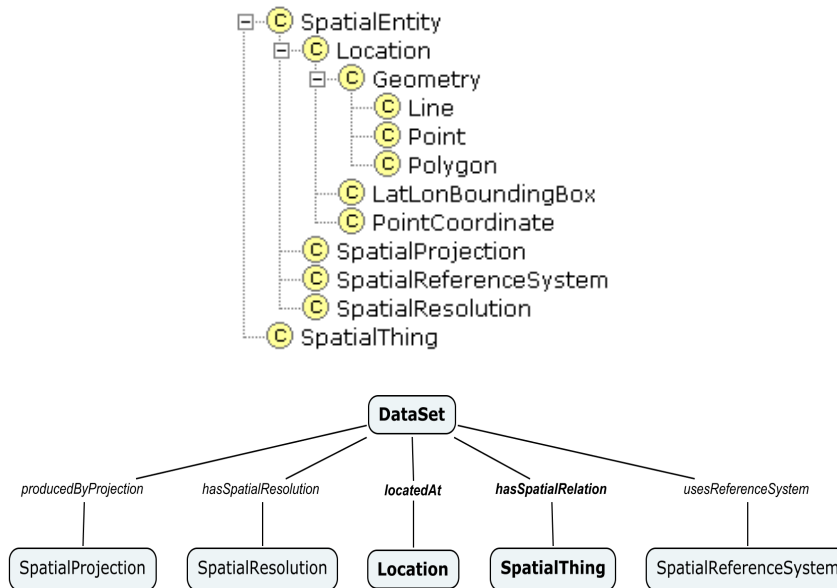 C SpatialEntity
C Location
C Geometry
C Line
C Point
C Polygon
C LatLonBoundingBox
C PointCoordinate
C SpatialProjection
C SpatialReferenceSystem
C SpatialResolution
C SpatialThing
DataSet
producedByProjection hasSpatialResolution locatedAt hasSpatialRelation usesReferenceSystem
SpatialProjection SpatialResolution Location SpatialThing SpatialReferenceSystem